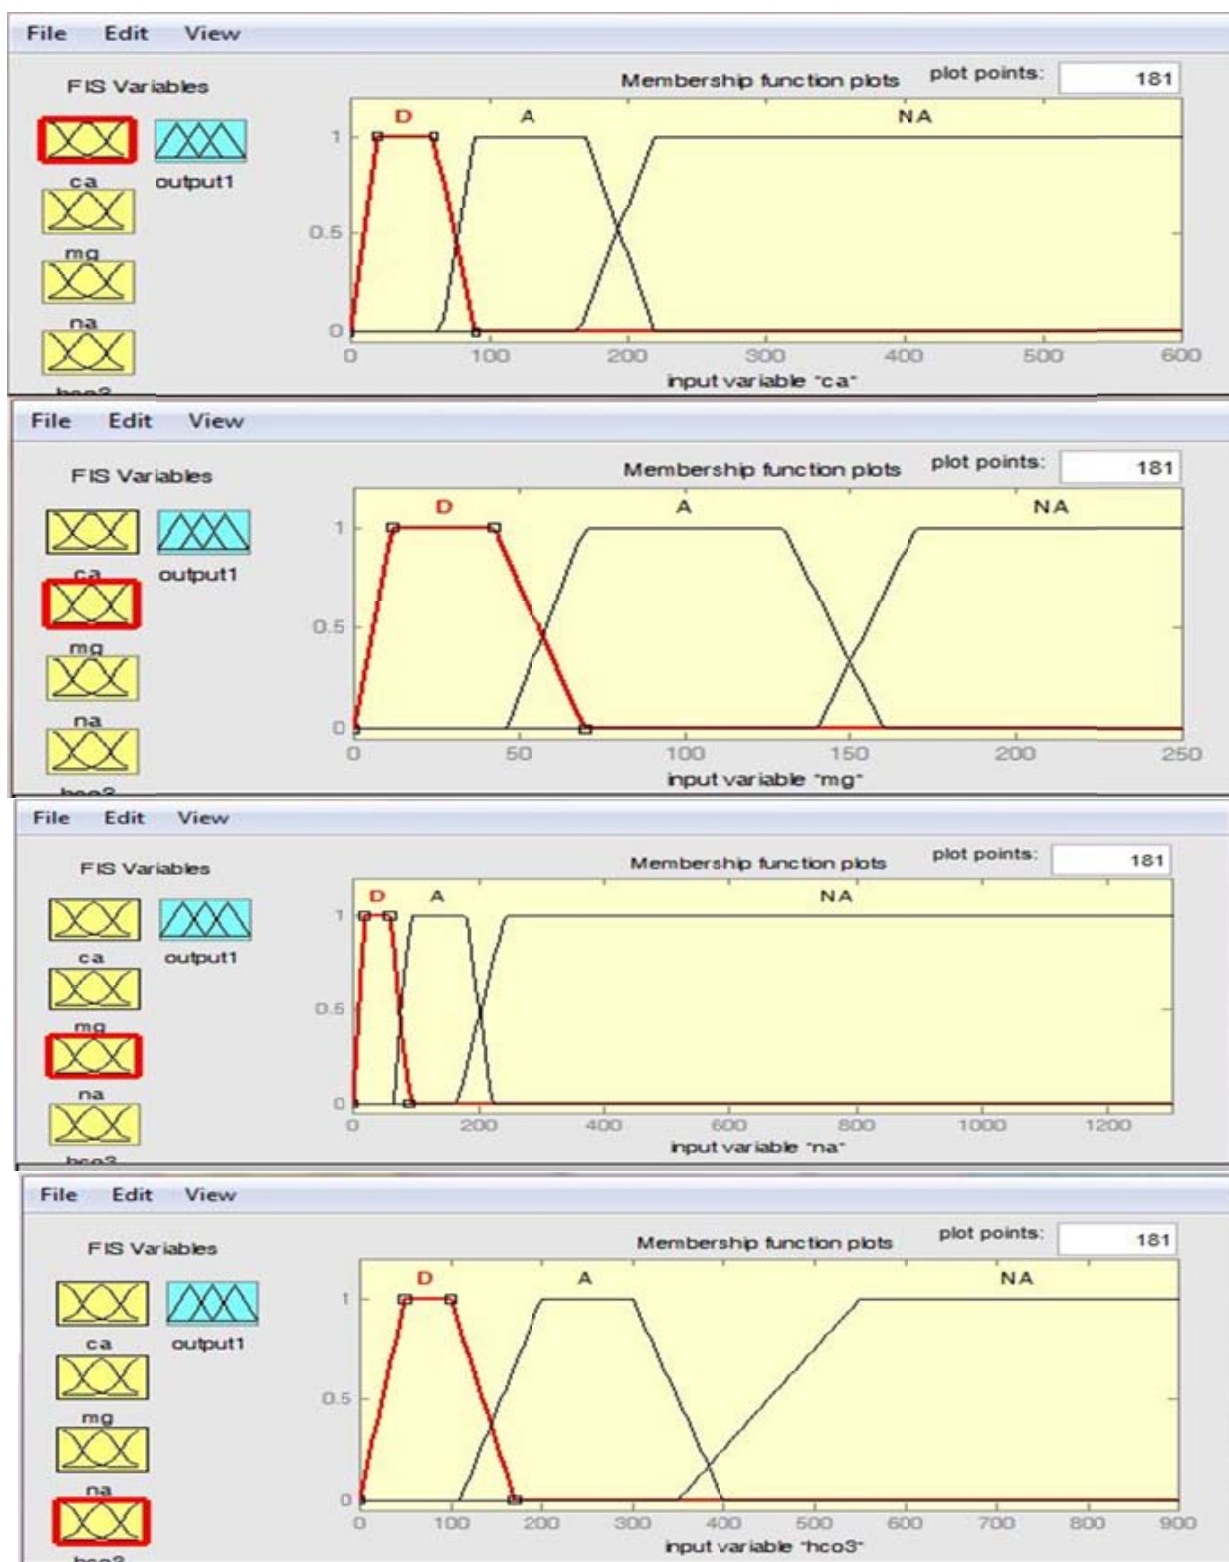 File Edit View
FIS Variables
Membership function plots
plot points:
181
D
A
NA
1
0.5
0
0 100 200 300 400 500 600
input variable "ca"
ca
output1
mg
na
hco3
File Edit View
FIS Variables
Membership function plots
plot points:
181
D
A
NA
1
0.5
0
0 50 100 150 200 250
input variable "mg"
ca
output1
mg
na
hco3
File Edit View
FIS Variables
Membership function plots
plot points:
181
D
A
NA
1
0.5
0
0 200 400 600 800 1000 1200
input variable "na"
ca
output1
mg
na
hco3
File Edit View
FIS Variables
Membership function plots
plot points:
181
D
A
NA
1
0.5
0
0 100 200 300 400 500 600 700 800 900
input variable "hco3"
ca
output1
mg
na
hco3